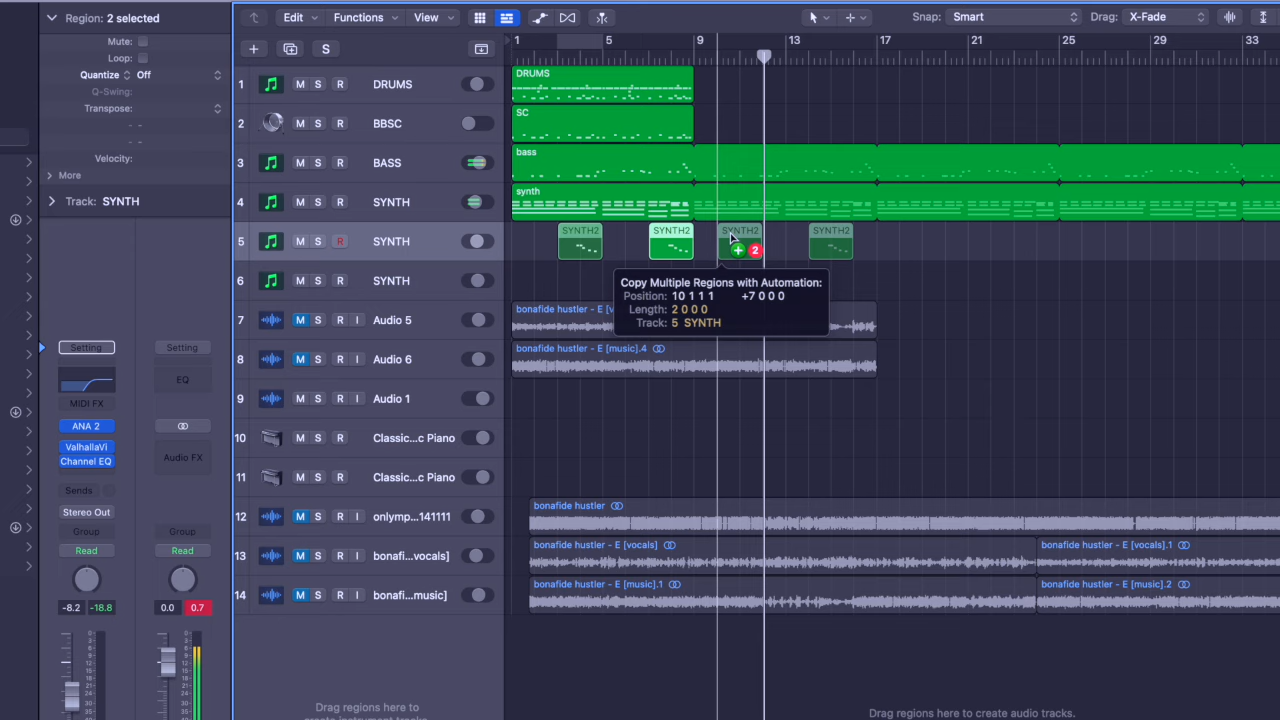 Region: 2 selected
Mute:
Loop:
Quantize Off
Q-Swing:
Transpose:
- -
- -
Velocity:
More
Track: SYNTH
Edit Functions View
Snap: Smart Drag: X-Fade
S
1 5 9 13 17 21 25 29 33
1 M S R DRUMS
DRUMS
2 M S R BBSC
SC
3 M S R BASS
bass
4 M S R SYNTH
synth
5 M S R SYNTH
SYNTH2 SYNTH2 SYNTH2 SYNTH2
2
Copy Multiple Regions with Automation:
Position: 10 1 1 1 +7 0 0 0
Length: 2 0 0 0
Track: 5 SYNTH
6 M S R SYNTH
7 M S R I Audio 5
bonafide hustler - E [v
8 M S R I Audio 6
bonafide hustler - E [music].4
9 M S R I Audio 1
10 M S R Classic...c Piano
11 M S R Classic...c Piano
12 M S R I onlymp...141111
bonafide hustler
13 M S R I bonafi...vocals]
bonafide hustler - E [vocals] bonafide hustler - E [vocals].1
14 M S R I bonafi...music]
bonafide hustler - E [music].1 bonafide hustler - E [music].2
Setting Setting
EQ
MIDI FX
ANA 2
ValhallaVi
Channel EQ
Audio FX
Sends
Stereo Out
Group Group
Read Read
-8.2 -18.8 0.0 0.7
Drag regions here to
create instrument tracks
Drag regions here to create audio tracks.